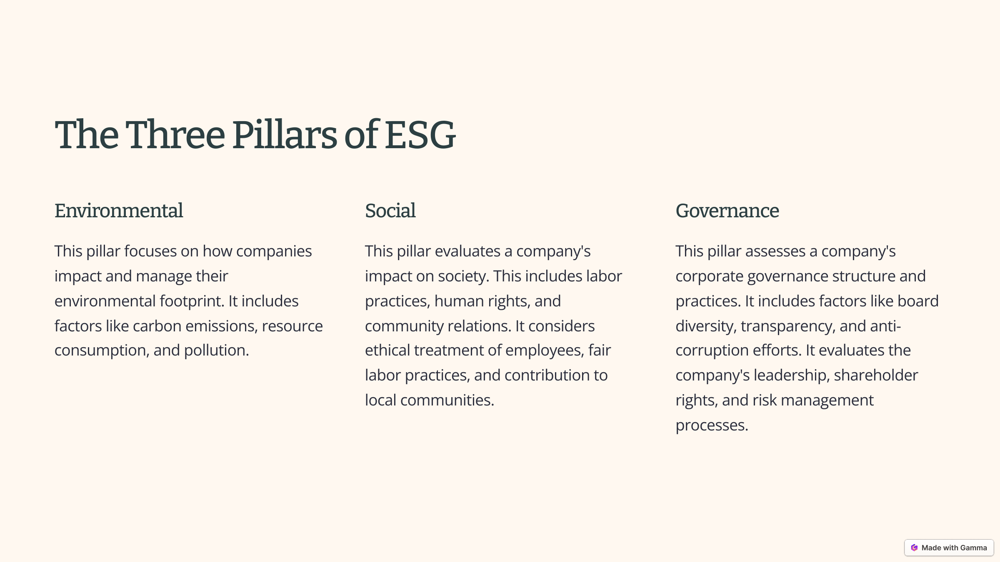 The Three Pillars of ESG
Environmental
This pillar focuses on how companies
impact and manage their
environmental footprint. It includes
factors like carbon emissions, resource
consumption, and pollution.
Social
This pillar evaluates a company's
impact on society. This includes labor
practices, human rights, and
community relations. It considers
ethical treatment of employees, fair
labor practices, and contribution to
local communities.
Governance
This pillar assesses a company's
corporate governance structure and
practices. It includes factors like board
diversity, transparency, and anti-
corruption efforts. It evaluates the
company's leadership, shareholder
rights, and risk management
processes.
Made with Gamma